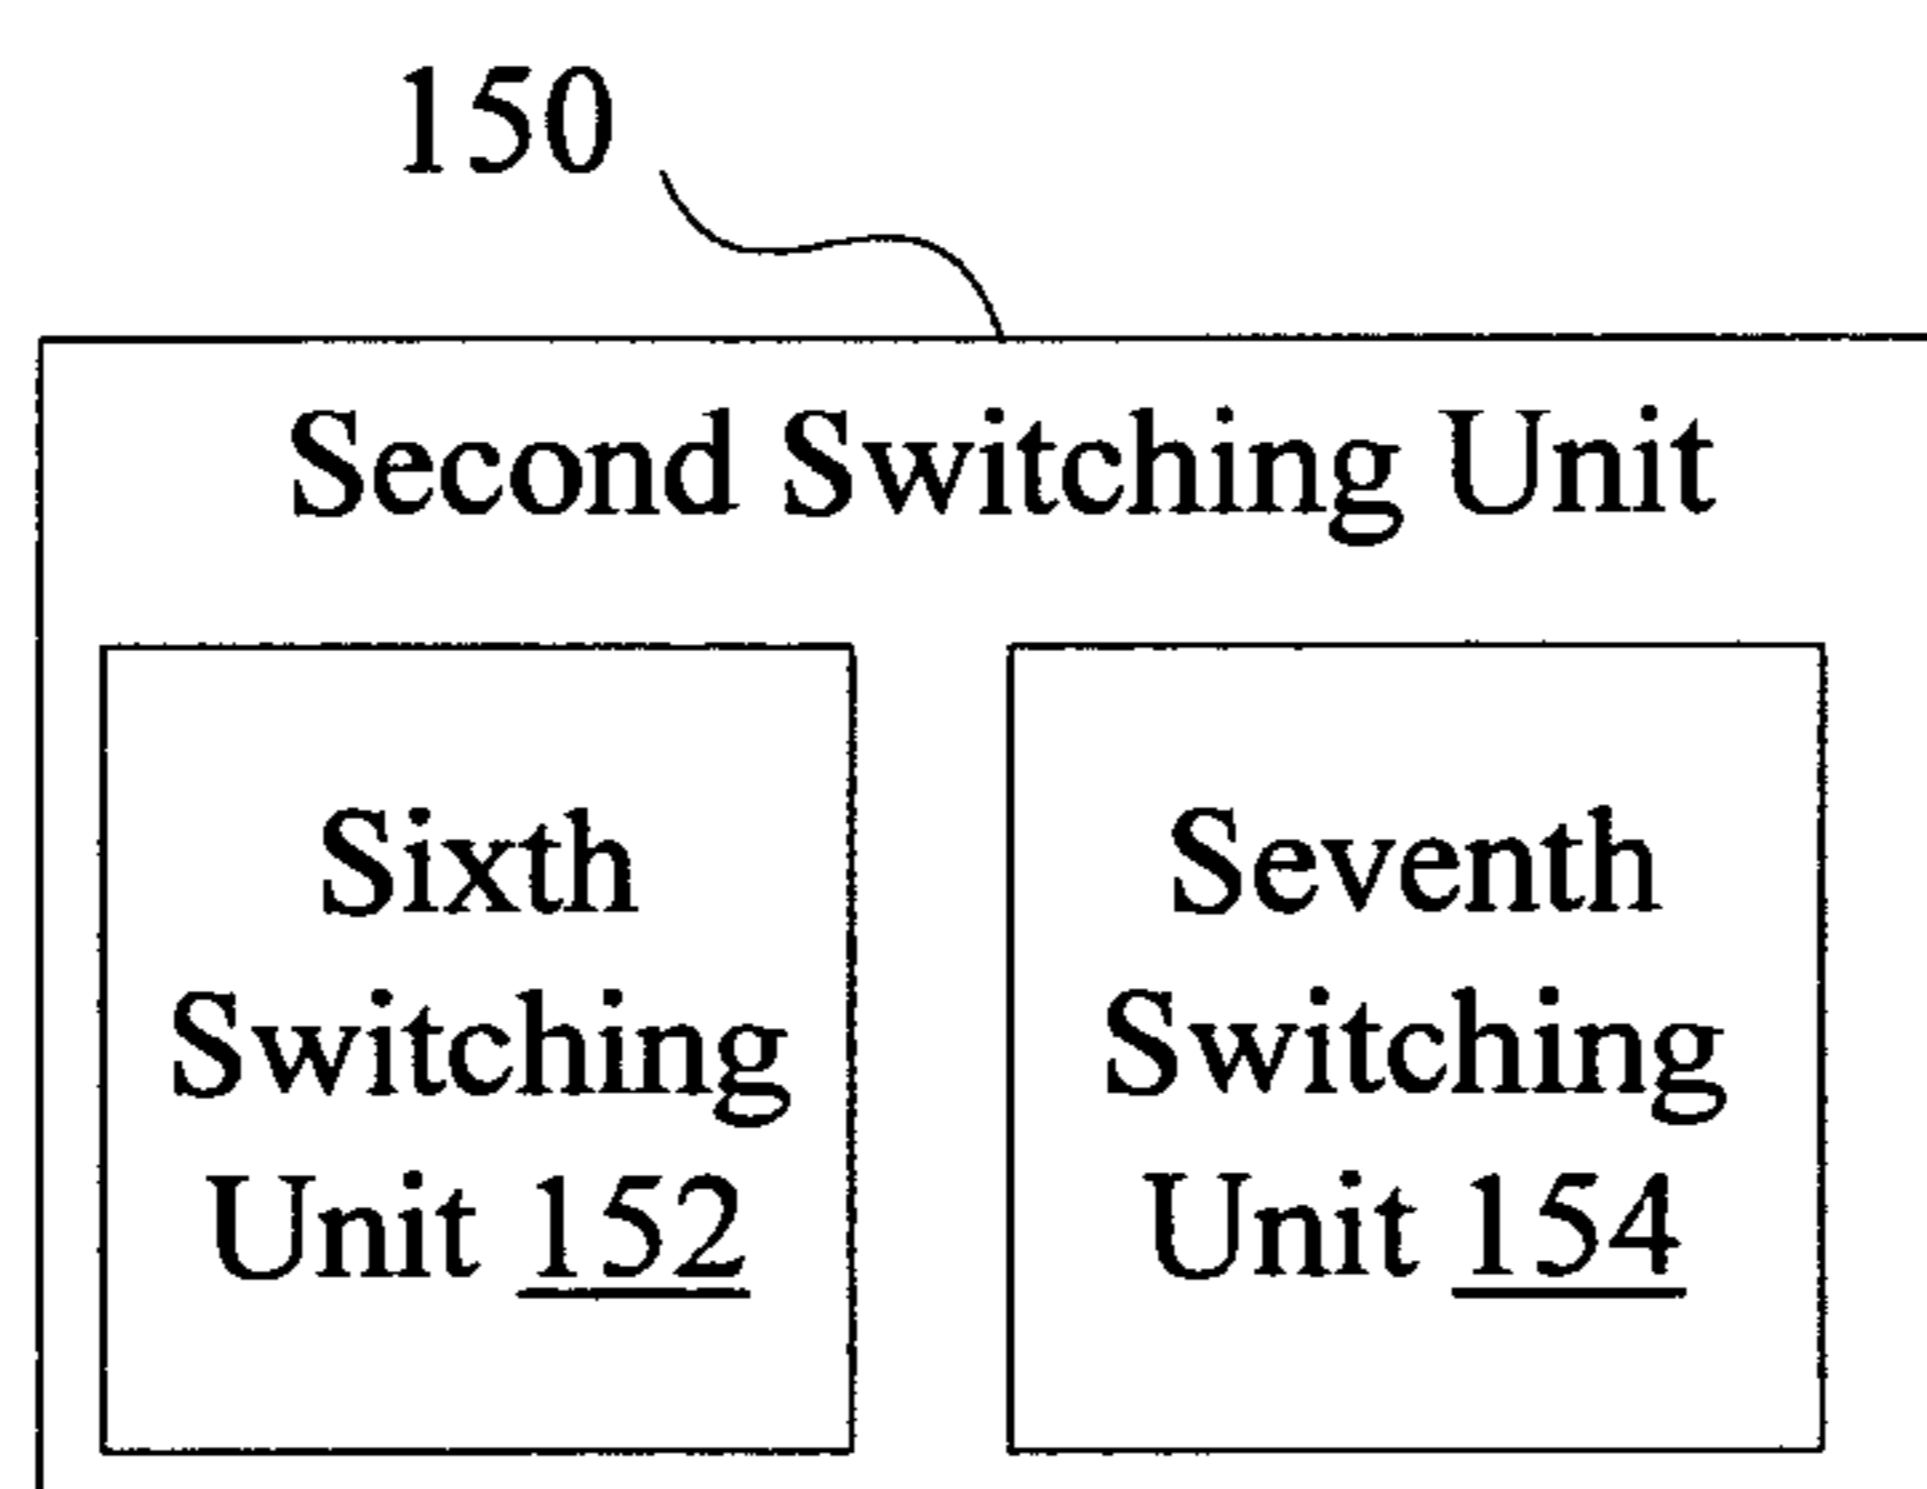 150
Second Switching Unit
Sixth
Switching
Unit 152
Seventh
Switching
Unit 154